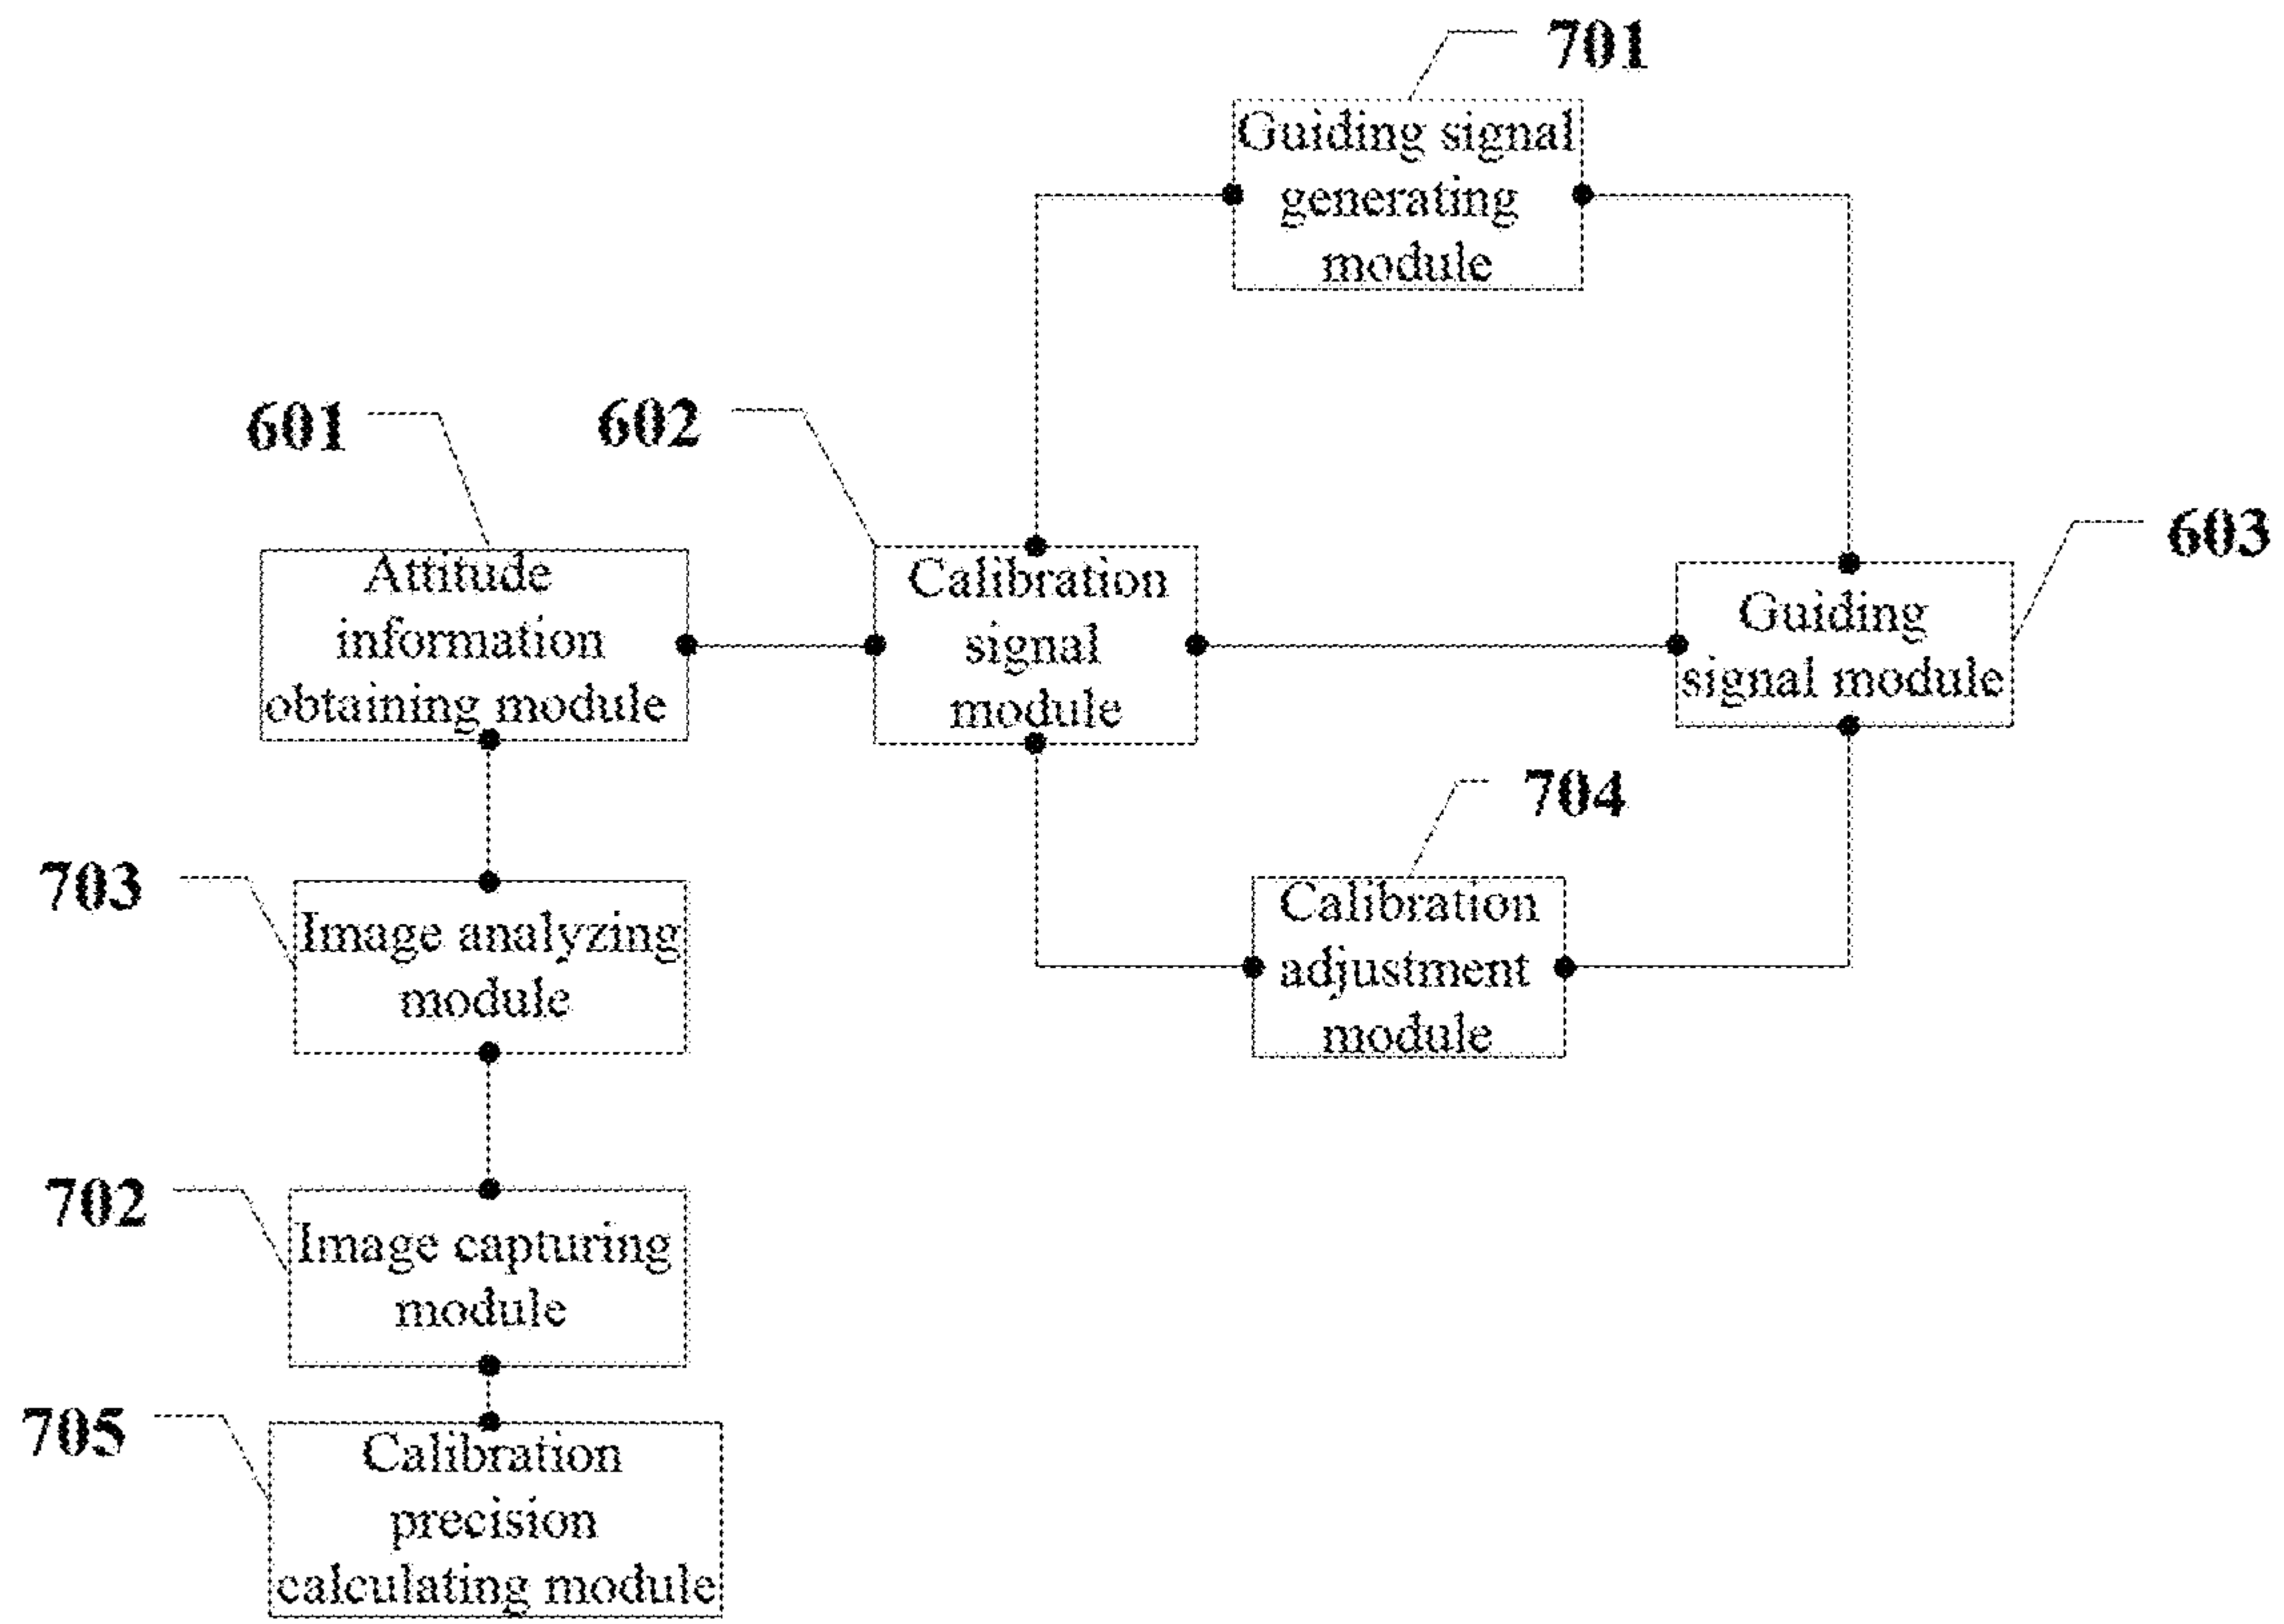 701
Guiding signal
generating
module
601
602
603
Attitude
information
obtaining module
Calibration
signal
module
Guiding
signal module
704
703
Calibration
adjustment
module
Image analyzing
module
702
Image capturing
module
705
Calibration
precision
calculating module